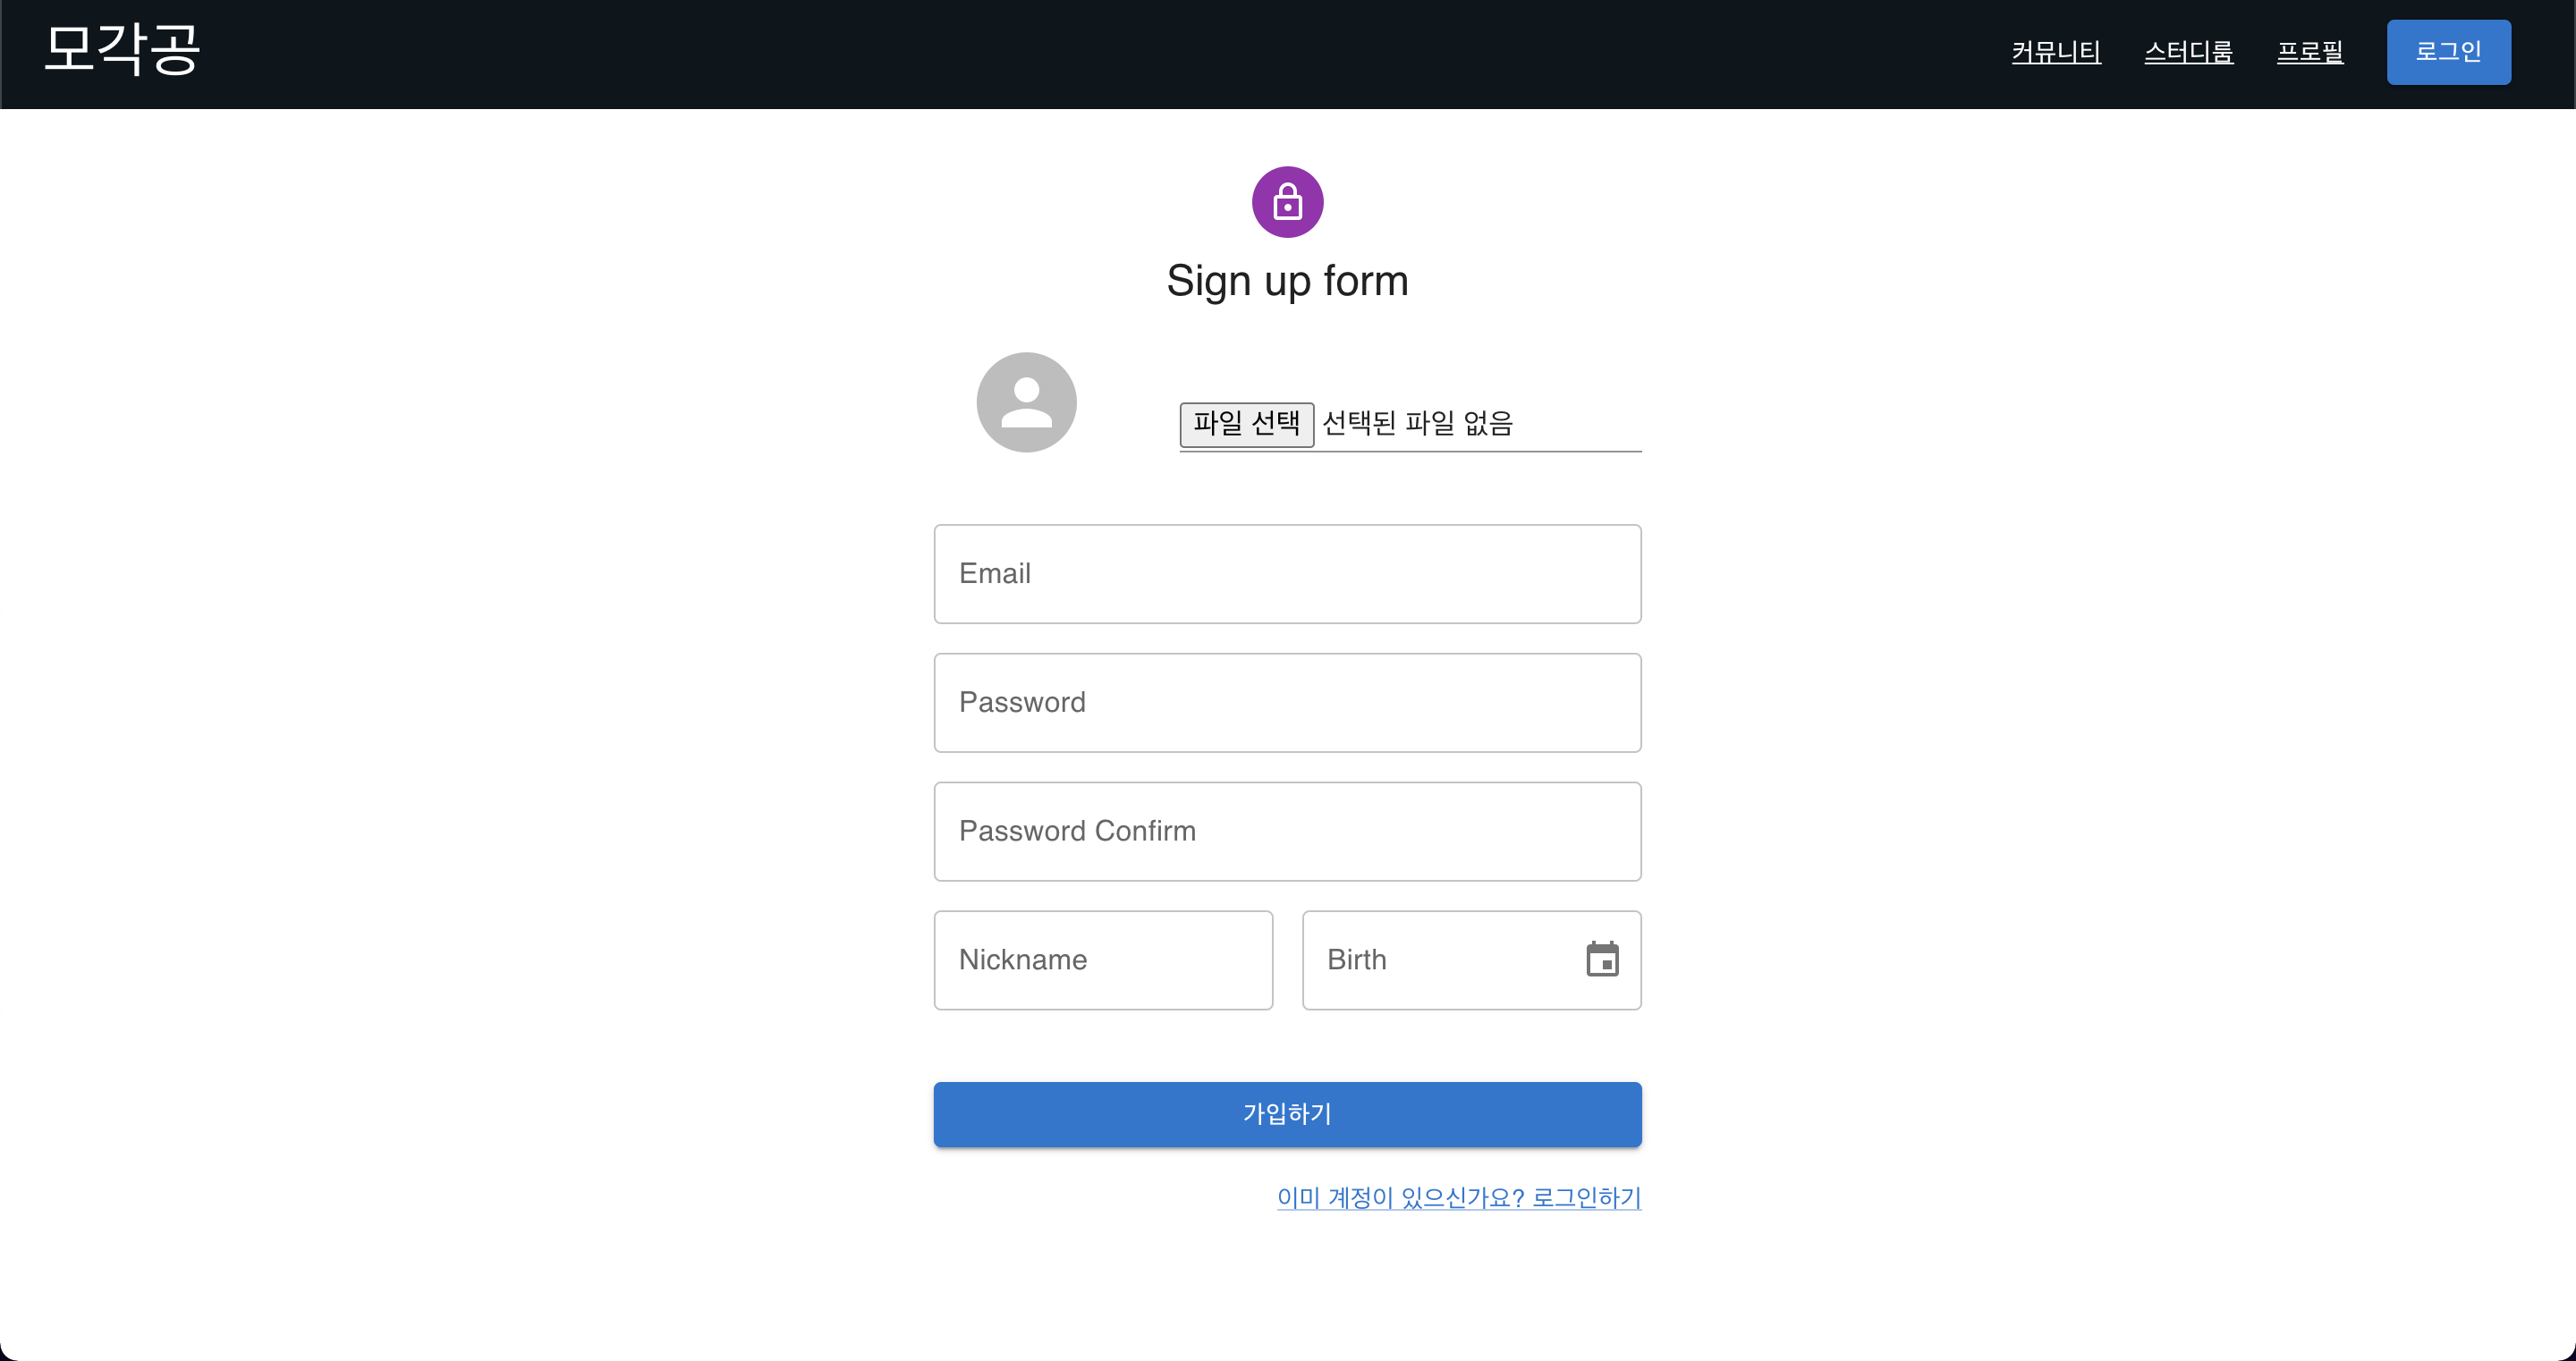 모각공
커뮤니티 스터디룸 프로필 로그인
Sign up form
파일 선택 선택된 파일 없음
Email
Password
Password Confirm
Nickname Birth
가입하기
이미 계정이 있으신가요? 로그인하기